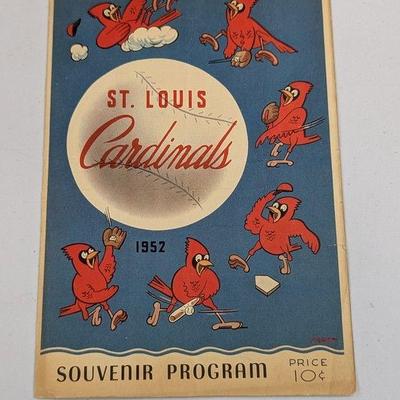 ST. LOUIS
Cardinals
1952
SOUVENIR PROGRAM
PRICE
10¢